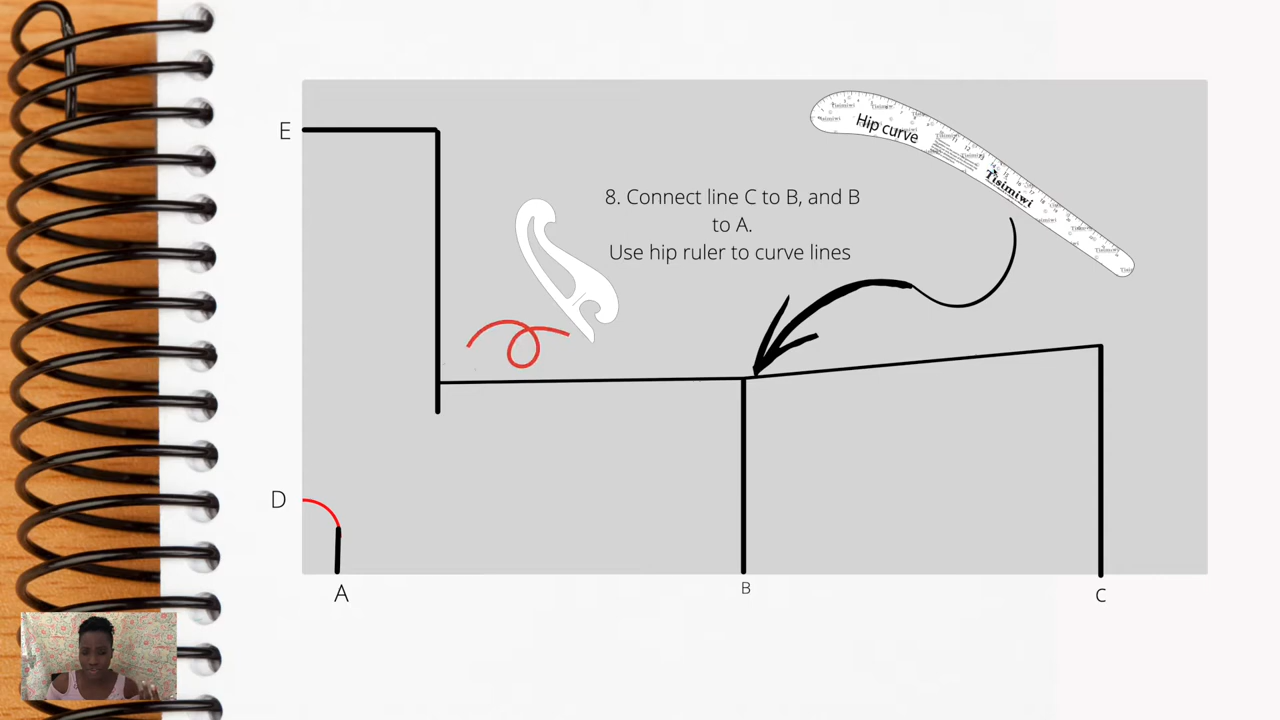 Hip curve
Tisimiwi
E
8. Connect line C to B, and B
to A.
Use hip ruler to curve lines
D
A
B
C